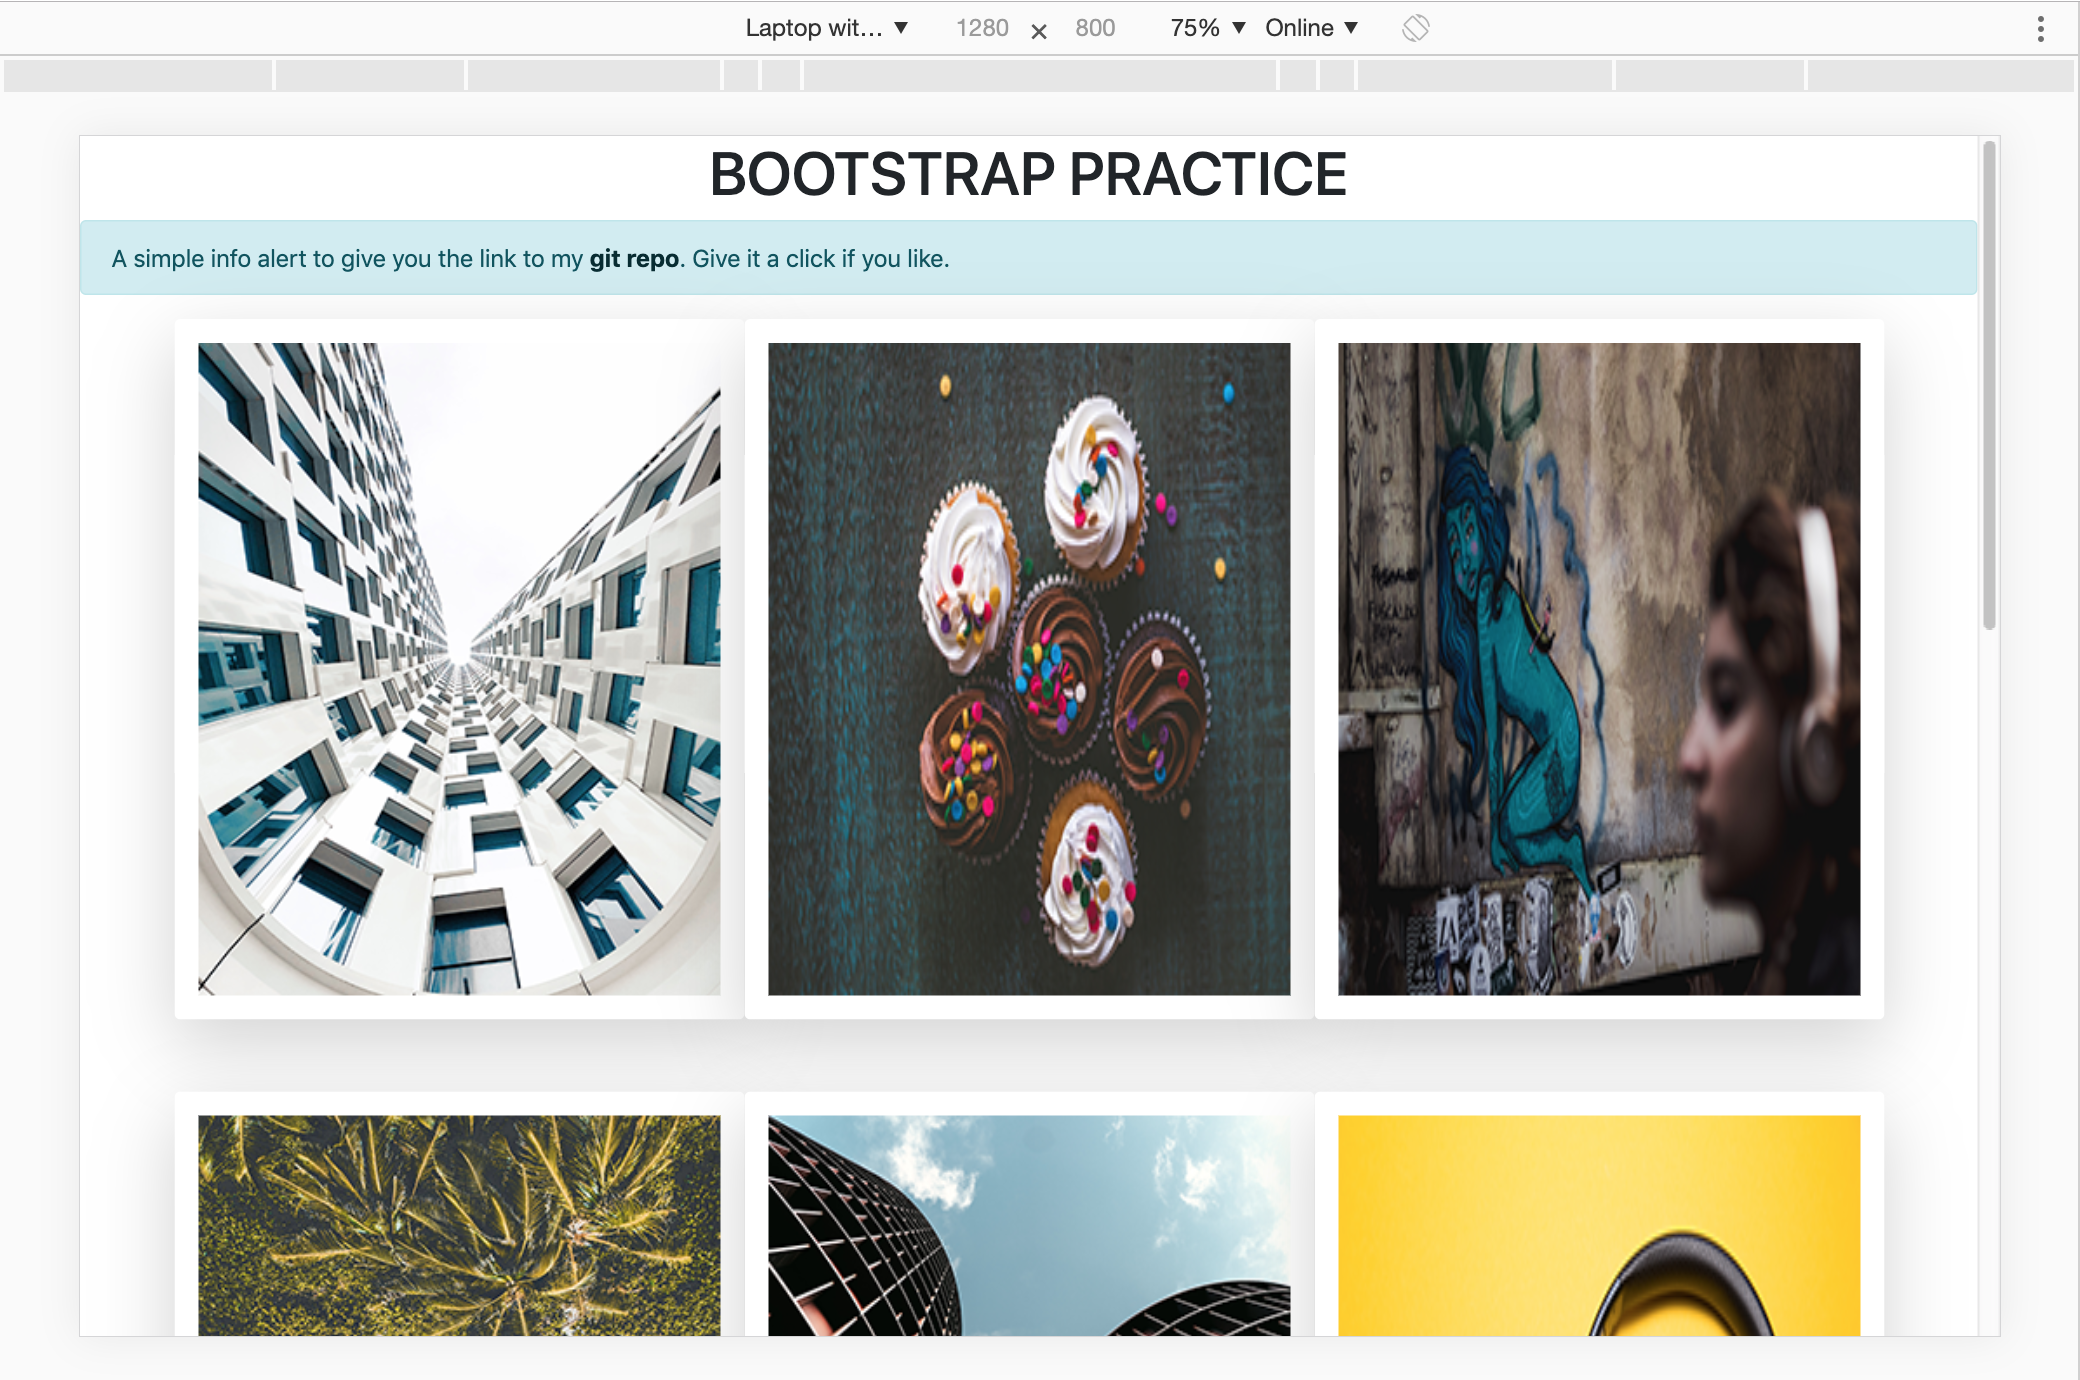 Laptop wit... ▼ 1280 × 800 75% ▼ Online ▼
BOOTSTRAP PRACTICE
A simple info alert to give you the link to my git repo. Give it a click if you like.